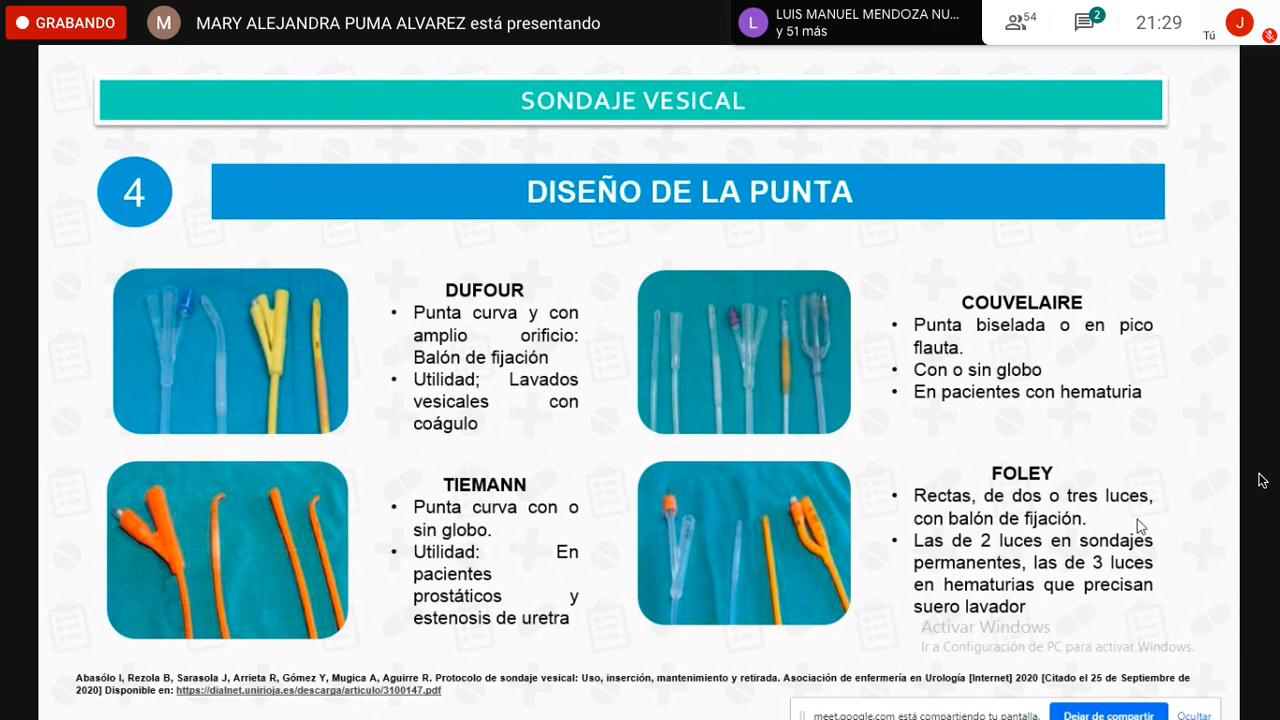 GRABANDO
M
MARY ALEJANDRA PUMA ALVAREZ está presentando
L
LUIS MANUEL MENDOZA NU...
y 51 más
54
2
21:29
Tú
J
SONDAJE VESICAL
4
DISEÑO DE LA PUNTA
DUFOUR
• Punta curva y con
amplio orificio:
Balón de fijación
• Utilidad; Lavados
vesicales con
coágulo
COUVELAIRE
• Punta biselada o en pico
flauta.
• Con o sin globo
• En pacientes con hematuria
TIEMANN
• Punta curva con o
sin globo.
• Utilidad: En
pacientes
prostáticos y
estenosis de uretra
FOLEY
• Rectas, de dos o tres luces,
con balón de fijación.
• Las de 2 luces en sondajes
permanentes, las de 3 luces
en hematurias que precisan
suero lavador
Activar Windows
Ir a Configuración de PC para activar Windows.
Abasólo I, Rezola B, Sarasola J, Arrieta R, Gómez Y, Mugica A, Aguirre R. Protocolo de sondaje vesical: Uso, inserción, mantenimiento y retirada. Asociación de enfermería en Urología [Internet] 2020 [Citado el 25 de Septiembre de
2020] Disponible en: https://dialnet.unirioja.es/descarga/articulo/3100147.pdf
meet.google.com está compartiendo tu pantalla.
Dejar de compartir
Ocultar